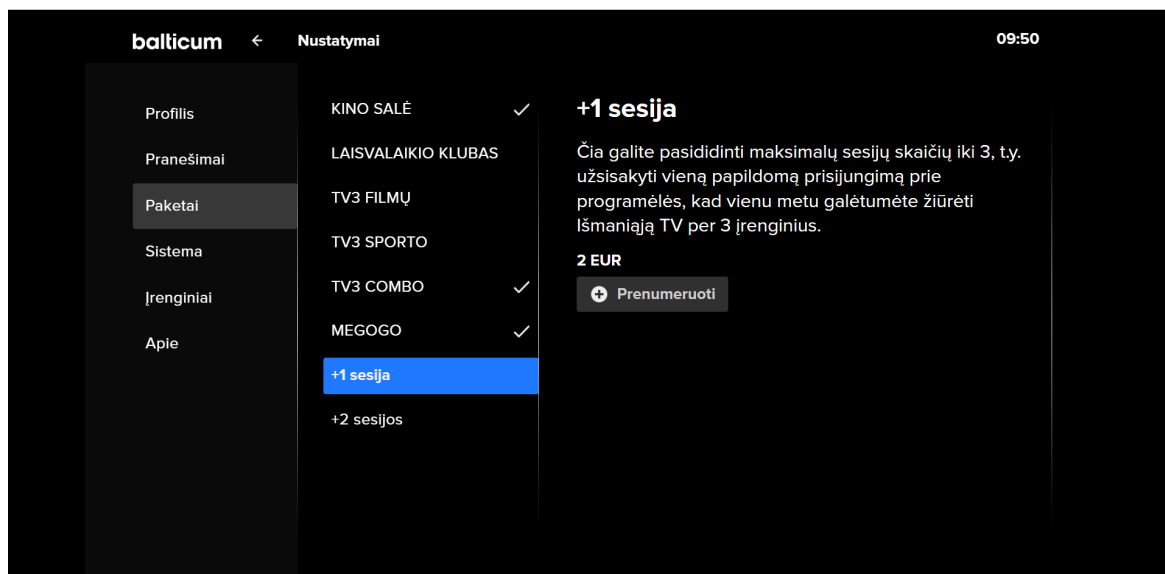 balticum ← Nustatymai 09:50
Profilis
Pranešimai
Paketai
Sistema
Įrenginiai
Apie
KINO SALĖ
LAISVALAIKIO KLUBAS
TV3 FILMŲ
TV3 SPORTO
TV3 COMBO
MEGOGO
+1 sesija
+2 sesijos
+1 sesija
Čia galite pasididinti maksimalų sesijų skaičių iki 3, t.y.
užsisakyti vieną papildomą prisijungimą prie
programėlės, kad vienu metu galėtumėte žiūrėti
Išmaniąją TV per 3 įrenginius.
2 EUR
Prenumeruoti